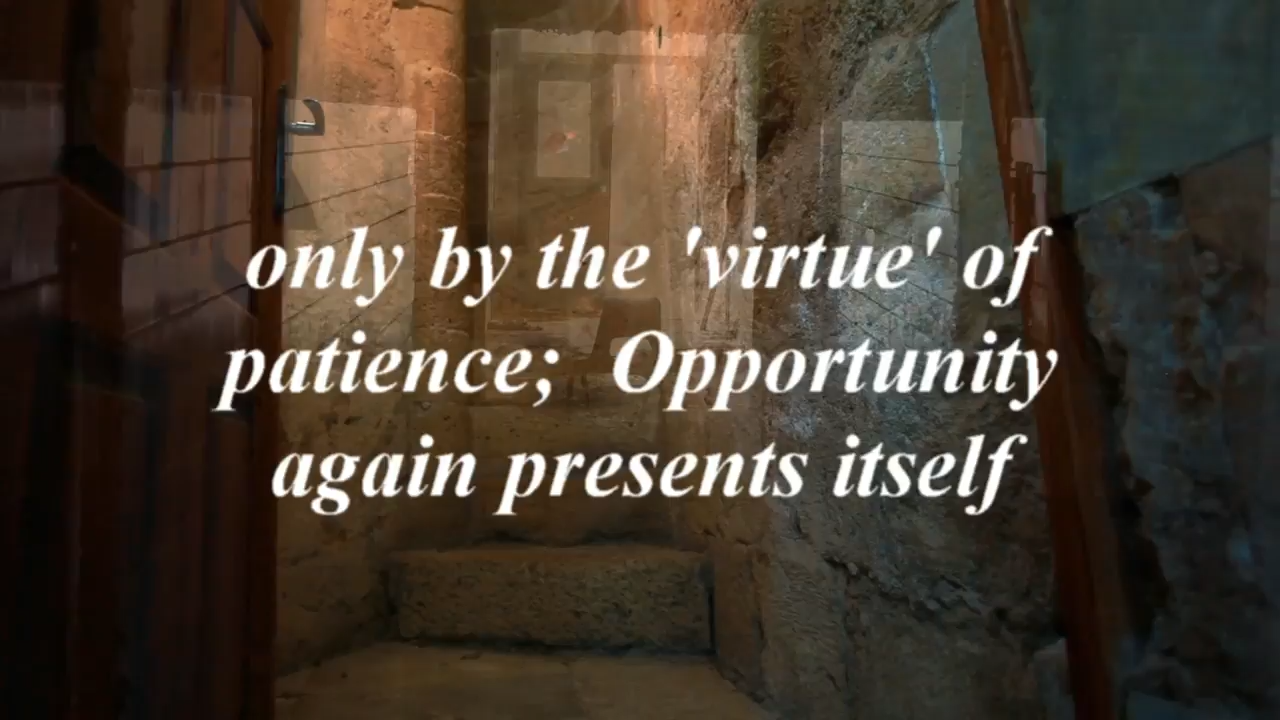 only by the 'virtue' of
patience;  Opportunity
again presents itself